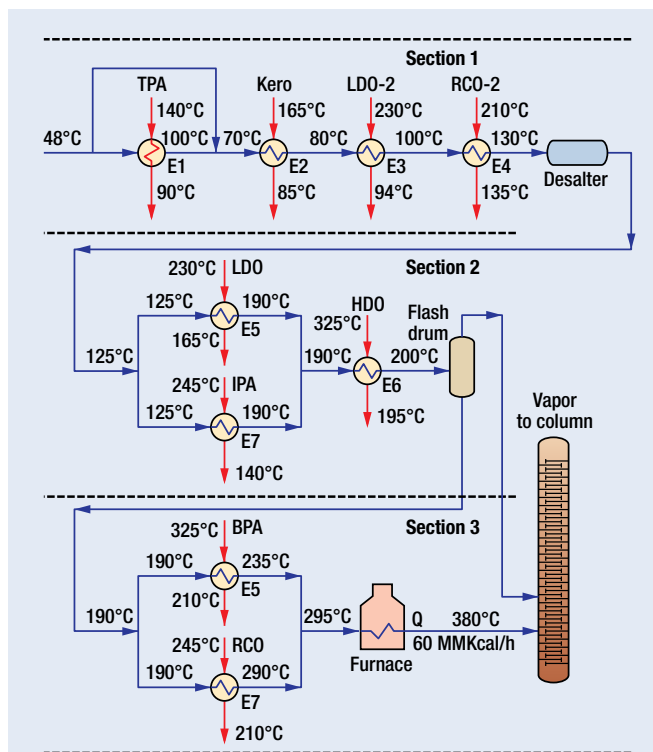 Section 1
TPA Kero LDO-2 RCO-2
140°C 165°C 230°C 210°C
48°C 100°C 70°C 80°C 100°C 130°C
E1 E2 E3 E4
Desalter
90°C 85°C 94°C 135°C
Section 2
230°C LDO
125°C 190°C
E5
165°C
HDO
325°C
Flash
drum
125°C
190°C 200°C
E6
245°C IPA
125°C 190°C
E7
195°C
140°C
Vapor
to column
Section 3
325°C BPA
190°C 235°C
E5
210°C
190°C
295°C Q 380°C
60 MMKcal/h
Furnace
245°C RCO
190°C 290°C
E7
210°C